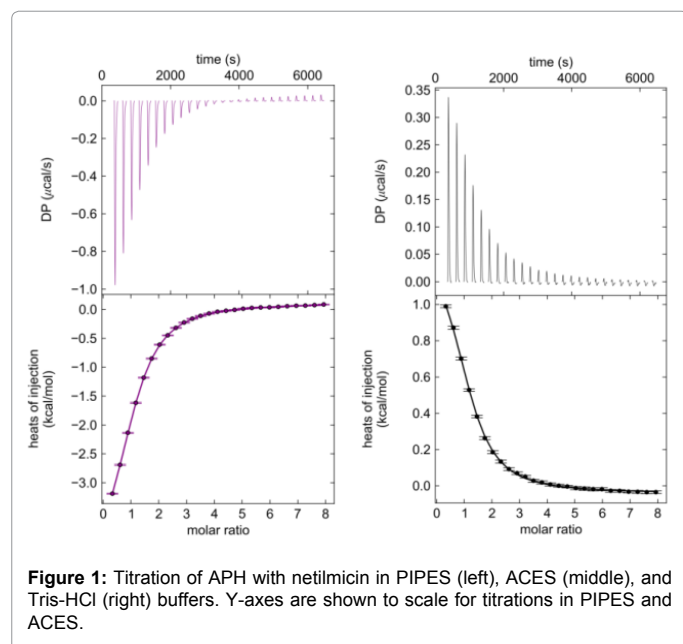 time (s)
0 2000 4000 6000
0.0
−0.2
−0.4
−0.6
−0.8
−1.0
DP (μcal/s)
0.0
−0.5
−1.0
−1.5
−2.0
−2.5
−3.0
heats of injection
(kcal/mol)
0 1 2 3 4 5 6 7 8
molar ratio
time (s)
0 2000 4000 6000
0.35
0.30
0.25
0.20
0.15
0.10
0.05
0.00
DP (μcal/s)
1.0
0.8
0.6
0.4
0.2
0.0
heats of injection
(kcal/mol)
0 1 2 3 4 5 6 7 8
molar ratio
Figure 1: Titration of APH with netilmicin in PIPES (left), ACES (middle), and
Tris-HCl (right) buffers. Y-axes are shown to scale for titrations in PIPES and
ACES.